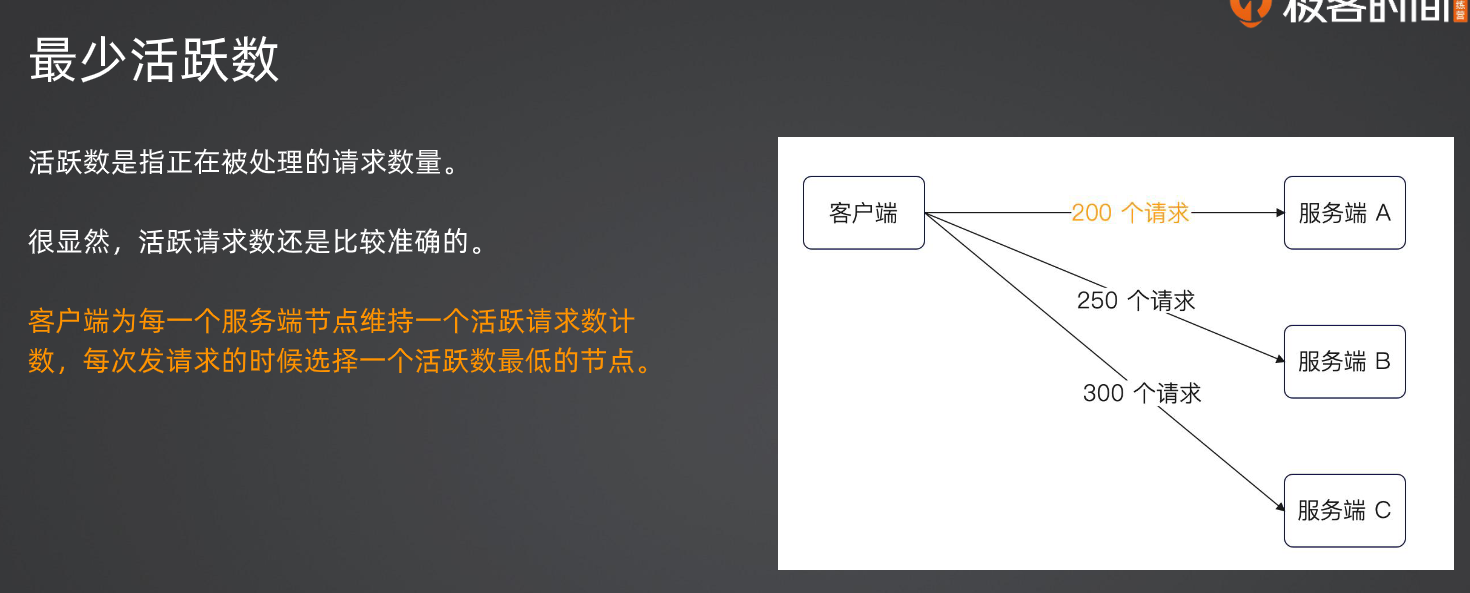 极客时间
最少活跃数
活跃数是指正在被处理的请求数量。
很显然，活跃请求数还是比较准确的。
客户端为每一个服务端节点维持一个活跃请求数计
数，每次发请求的时候选择一个活跃数最低的节点。
客户端
200 个请求
服务端 A
250 个请求
服务端 B
300 个请求
服务端 C